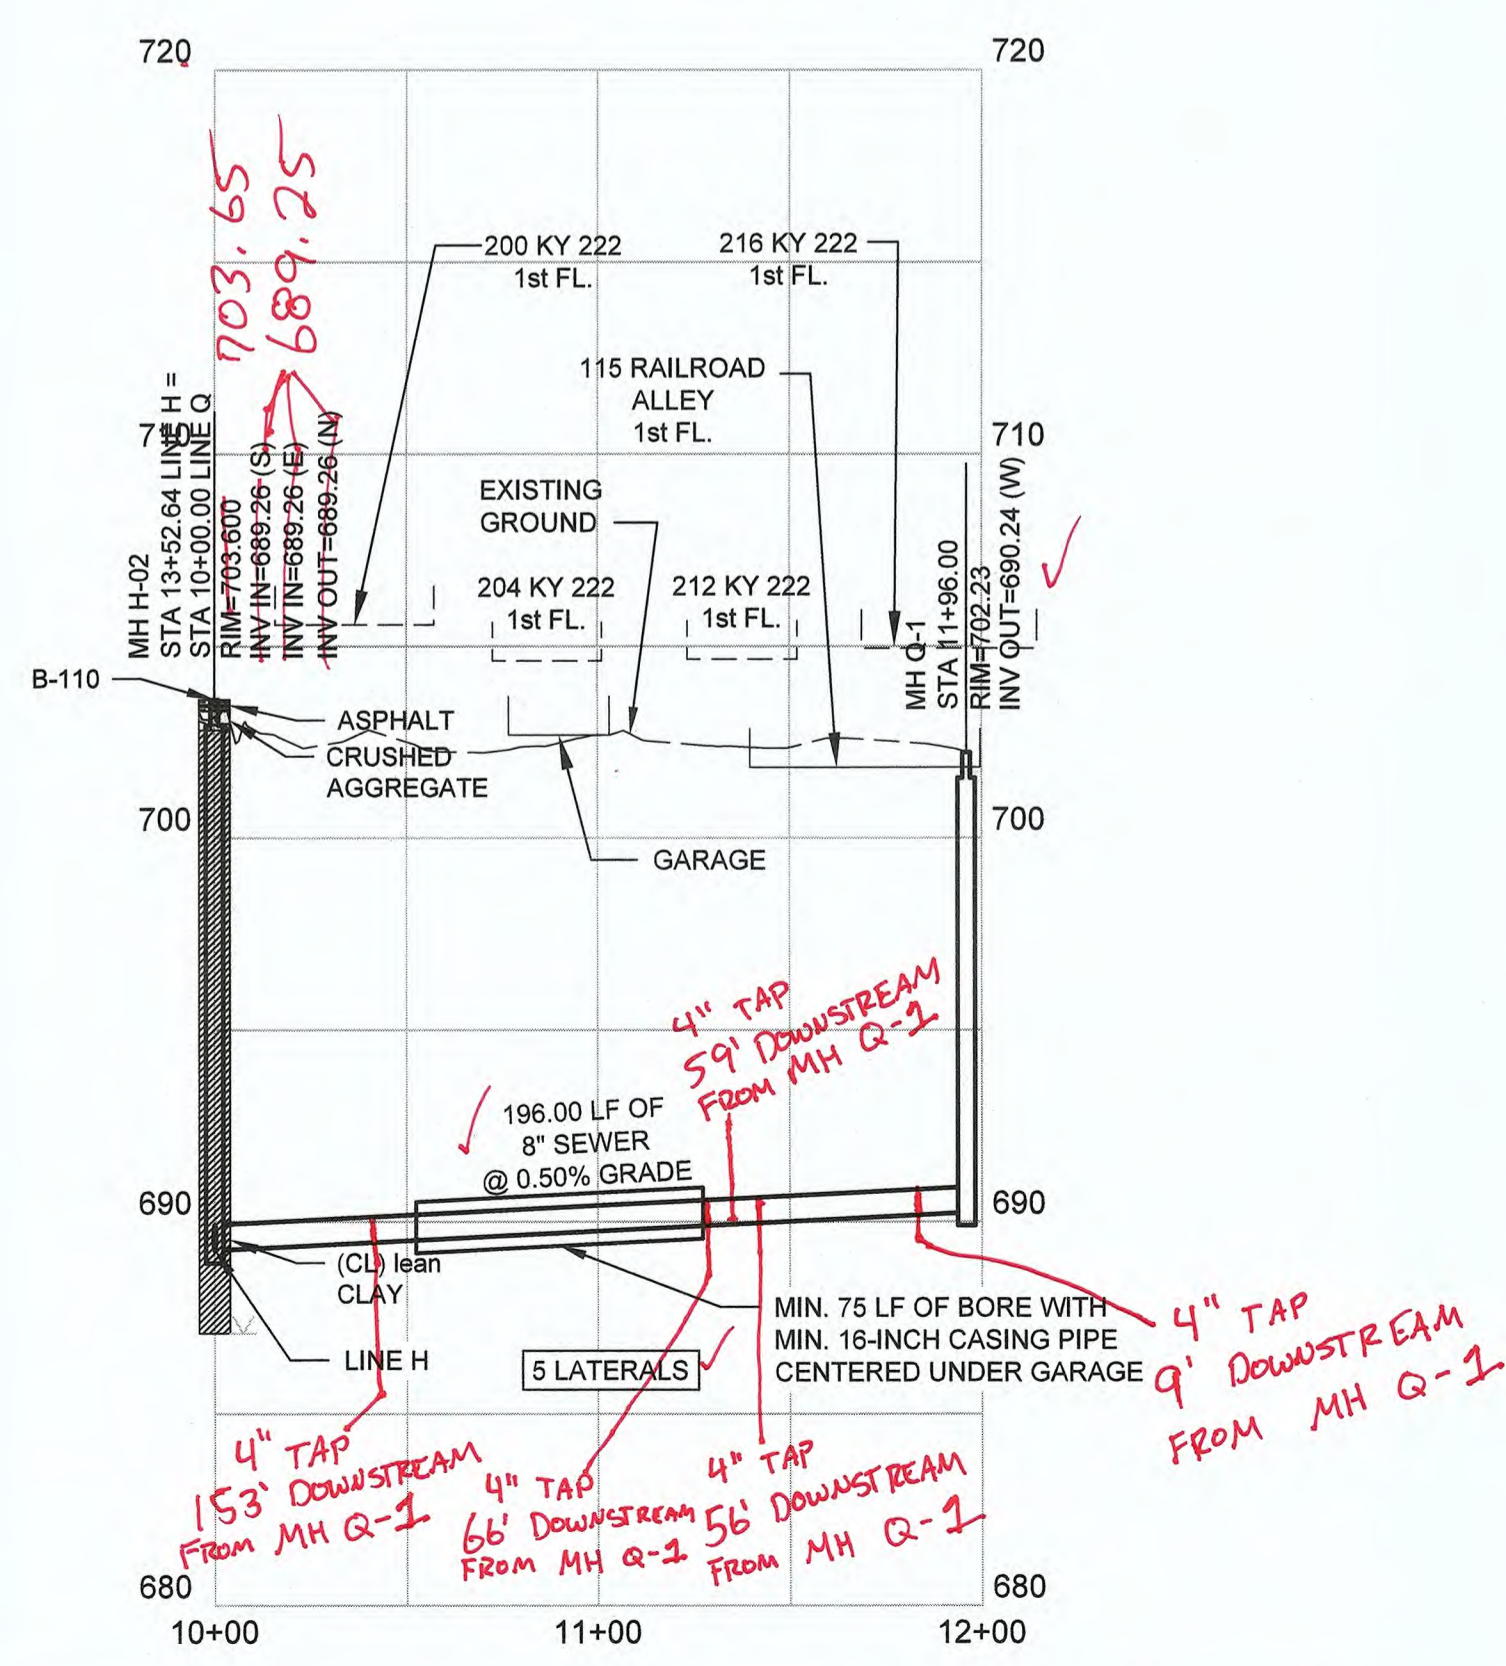 720
720
703.65
689.25
200 KY 222
1st FL.
216 KY 222
1st FL.
115 RAILROAD
ALLEY
1st FL.
710
MH H-02
STA 13+52.64 LINE H =
STA 10+00.00 LINE Q
RIM=703.600
INV IN=689.26 (S)
INV IN=689.26 (E)
INV OUT=689.26 (N)
EXISTING
GROUND
204 KY 222
1st FL.
212 KY 222
1st FL.
MH Q-1
STA 11+96.00
RIM=702.23
INV OUT=690.24 (W)
B-110
ASPHALT
CRUSHED
AGGREGATE
700
700
GARAGE
4" TAP
59' DOWNSTREAM
FROM MH Q-1
196.00 LF OF
8" SEWER
@ 0.50% GRADE
690
690
(CL) lean
CLAY
LINE H
5 LATERALS
MIN. 75 LF OF BORE WITH
MIN. 16-INCH CASING PIPE
CENTERED UNDER GARAGE
4" TAP
9' DOWNSTREAM
FROM MH Q-1
4" TAP
153' DOWNSTREAM
FROM MH Q-1
4" TAP
66' DOWNSTREAM
FROM MH Q-1
4" TAP
56' DOWNSTREAM
FROM MH Q-1
680
680
10+00
11+00
12+00